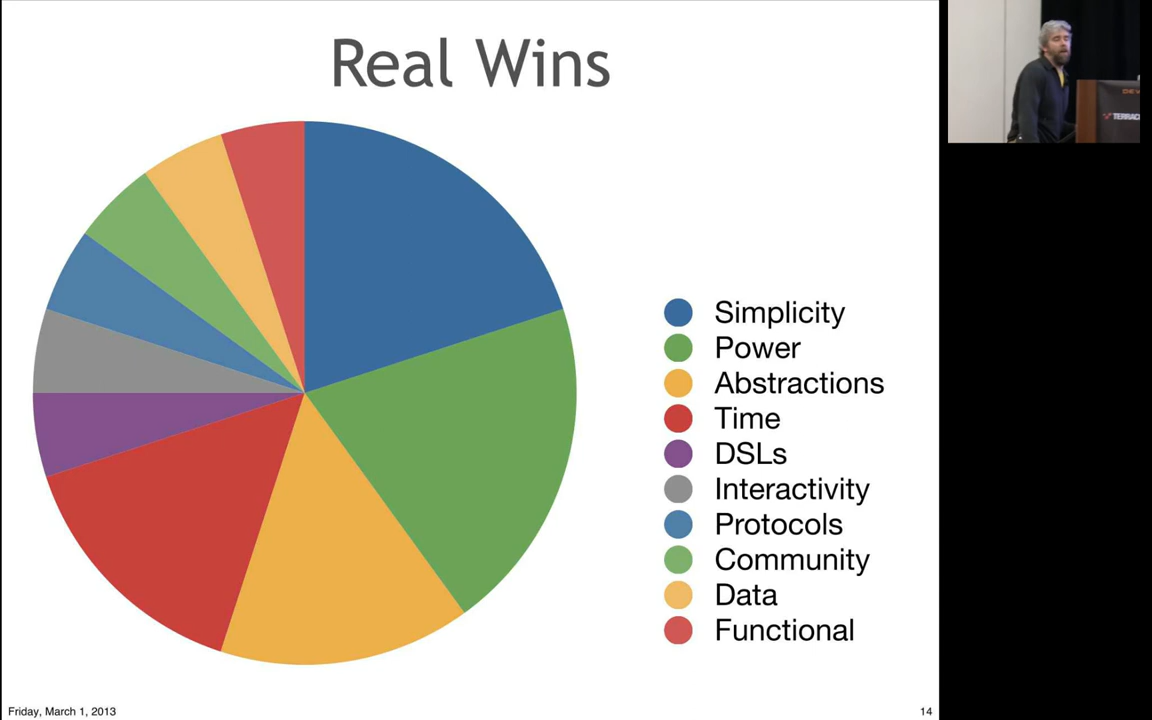 Real Wins
Simplicity
Power
Abstractions
Time
DSLs
Interactivity
Protocols
Community
Data
Functional
Friday, March 1, 2013
14